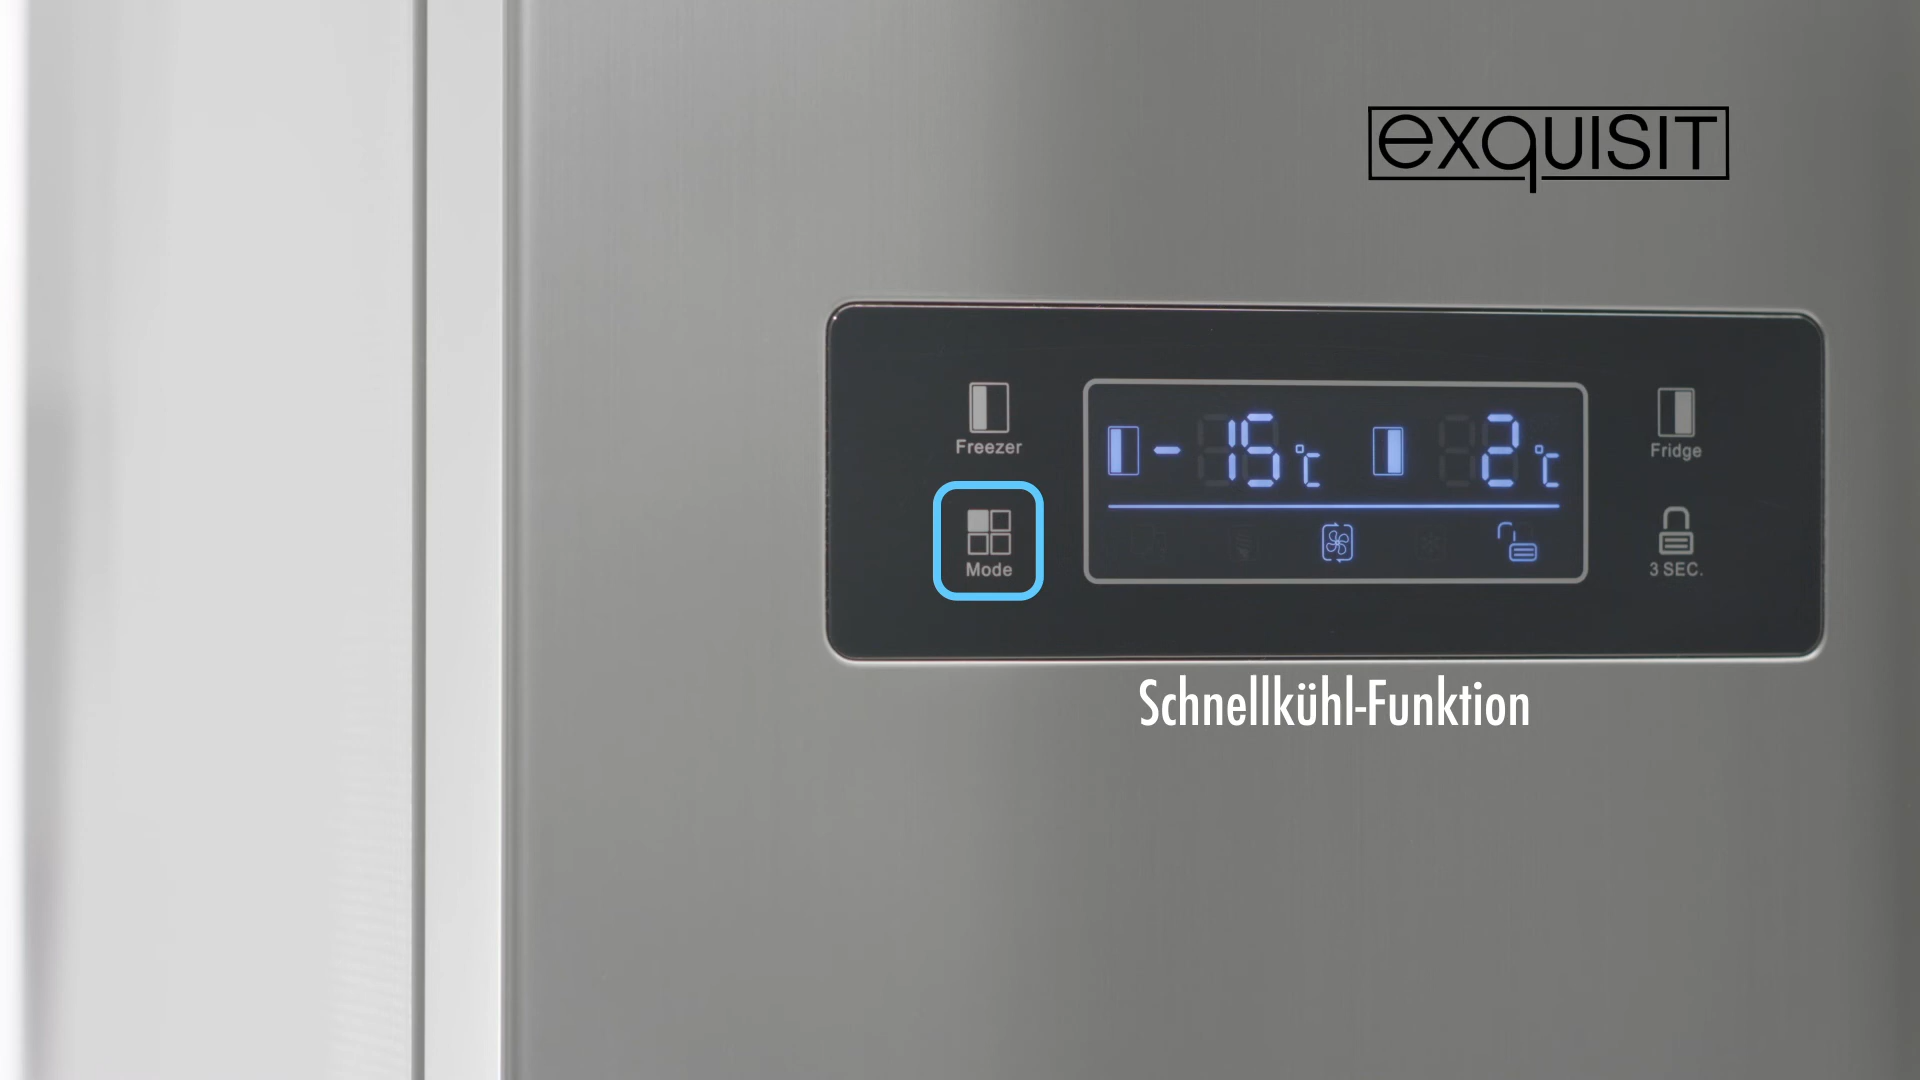 exquisit
Freezer
-15 °C
2 °C
Fridge
Mode
3 SEC.
Schnellkühl-Funktion